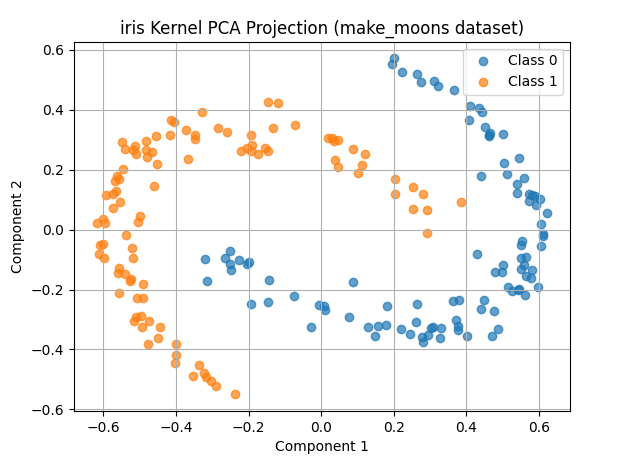 iris Kernel PCA Projection (make_moons dataset)
Class 0
Class 1
0.6
0.4
0.2
0.0
−0.2
−0.4
−0.6
Component 2
−0.6 −0.4 −0.2 0.0 0.2 0.4 0.6
Component 1